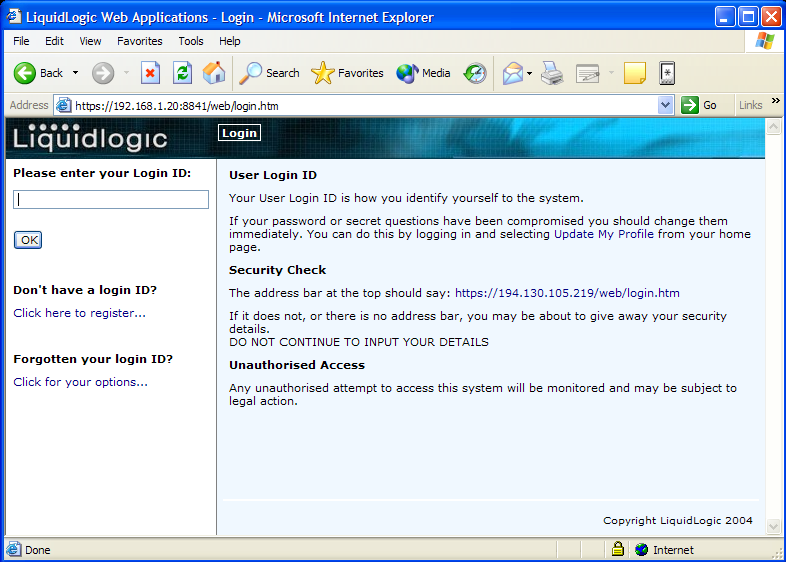 LiquidLogic Web Applications - Login - Microsoft Internet Explorer
File Edit View Favorites Tools Help
Back Search Favorites Media
Address https://192.168.1.20:8841/web/login.htm Go Links »
Liquidlogic Login
Please enter your Login ID:
OK
Don't have a login ID?
Click here to register...
Forgotten your login ID?
Click for your options...
User Login ID
Your User Login ID is how you identify yourself to the system.
If your password or secret questions have been compromised you should change them
immediately. You can do this by logging in and selecting Update My Profile from your home
page.
Security Check
The address bar at the top should say: https://194.130.105.219/web/login.htm
If it does not, or there is no address bar, you may be about to give away your security
details.
DO NOT CONTINUE TO INPUT YOUR DETAILS
Unauthorised Access
Any unauthorised attempt to access this system will be monitored and may be subject to
legal action.
Copyright LiquidLogic 2004
Done Internet